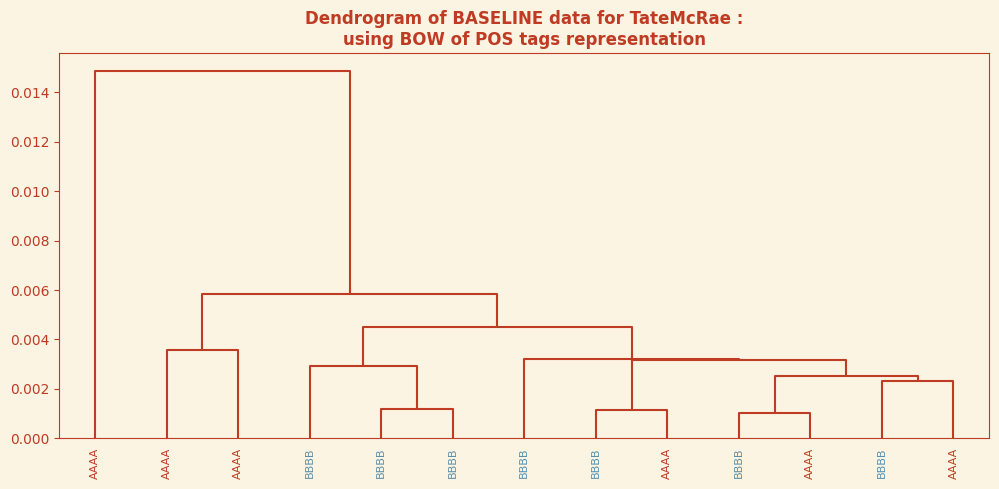 Dendrogram of BASELINE data for TateMcRae :
using BOW of POS tags representation
0.014
0.012
0.010
0.008
0.006
0.004
0.002
0.000
AAAA
AAAA
AAAA
BBBB
BBBB
BBBB
BBBB
BBBB
AAAA
BBBB
AAAA
BBBB
AAAA